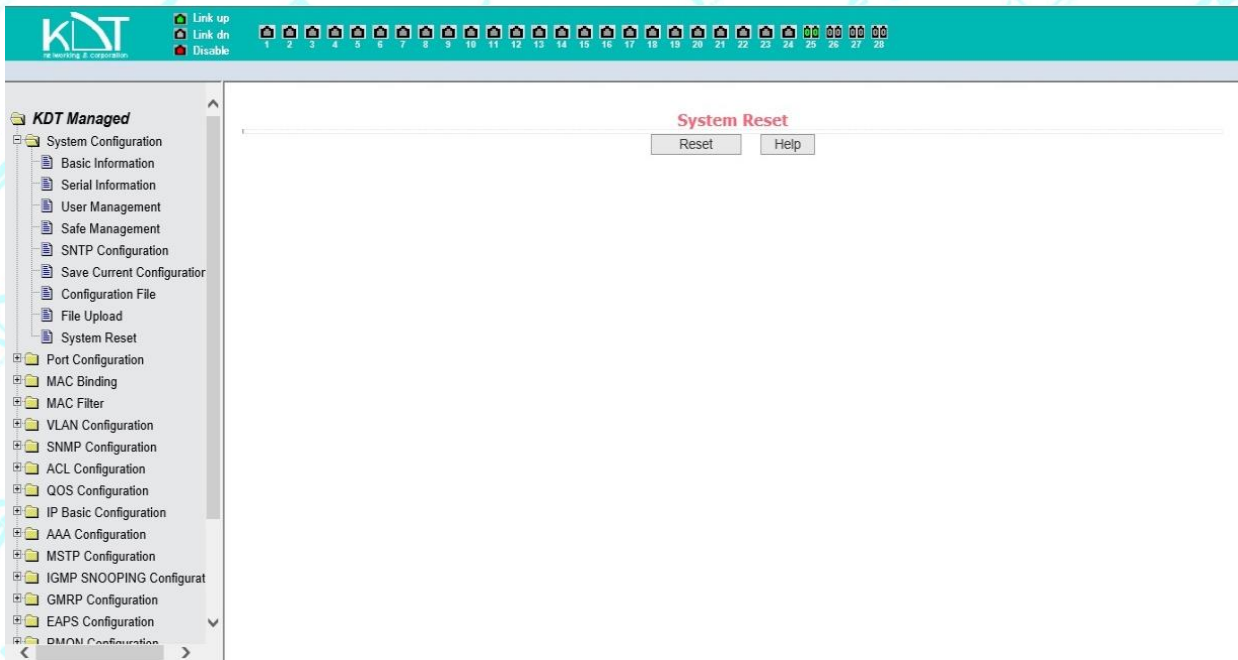 KDT
networking & corporation
Link up
Link dn
Disable
1 2 3 4 5 6 7 8 9 10 11 12 13 14 15 16 17 18 19 20 21 22 23 24 25 26 27 28
KDT Managed
System Configuration
Basic Information
Serial Information
User Management
Safe Management
SNTP Configuration
Save Current Configuration
Configuration File
File Upload
System Reset
Port Configuration
MAC Binding
MAC Filter
VLAN Configuration
SNMP Configuration
ACL Configuration
QOS Configuration
IP Basic Configuration
AAA Configuration
MSTP Configuration
IGMP SNOOPING Configurat
GMRP Configuration
EAPS Configuration
RMON Configuration
System Reset
Reset Help